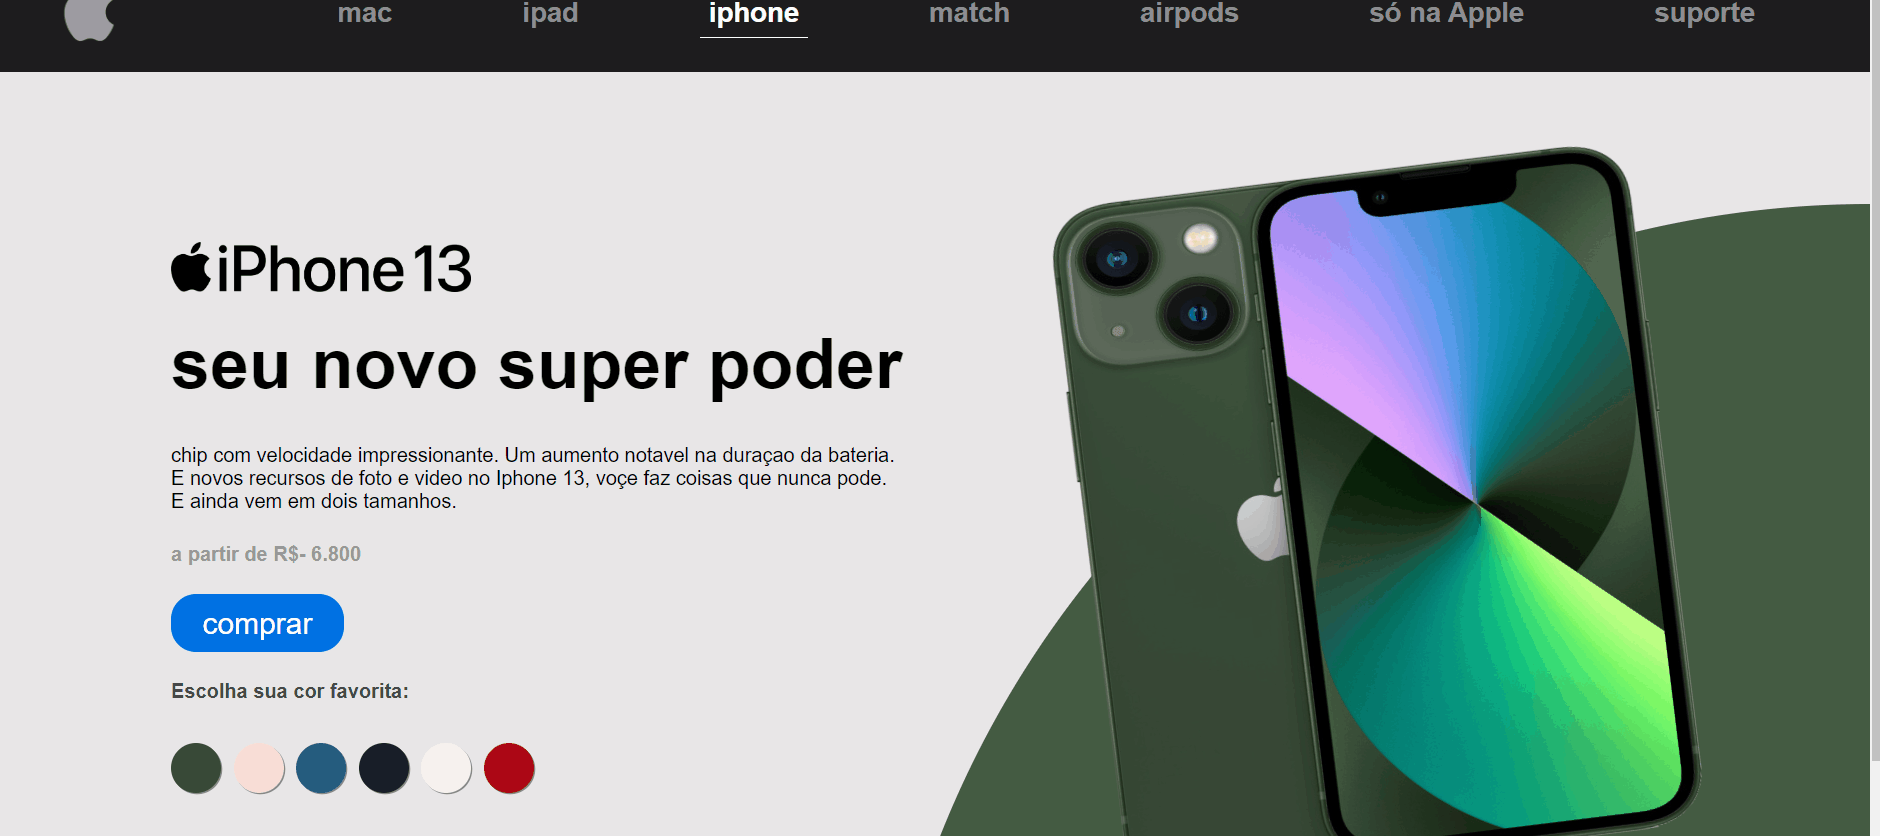 mac ipad iphone match airpods só na Apple suporte
iPhone 13
seu novo super poder
chip com velocidade impressionante. Um aumento notavel na duraçao da bateria.
E novos recursos de foto e video no Iphone 13, voçe faz coisas que nunca pode.
E ainda vem em dois tamanhos.
a partir de R$- 6.800
comprar
Escolha sua cor favorita: